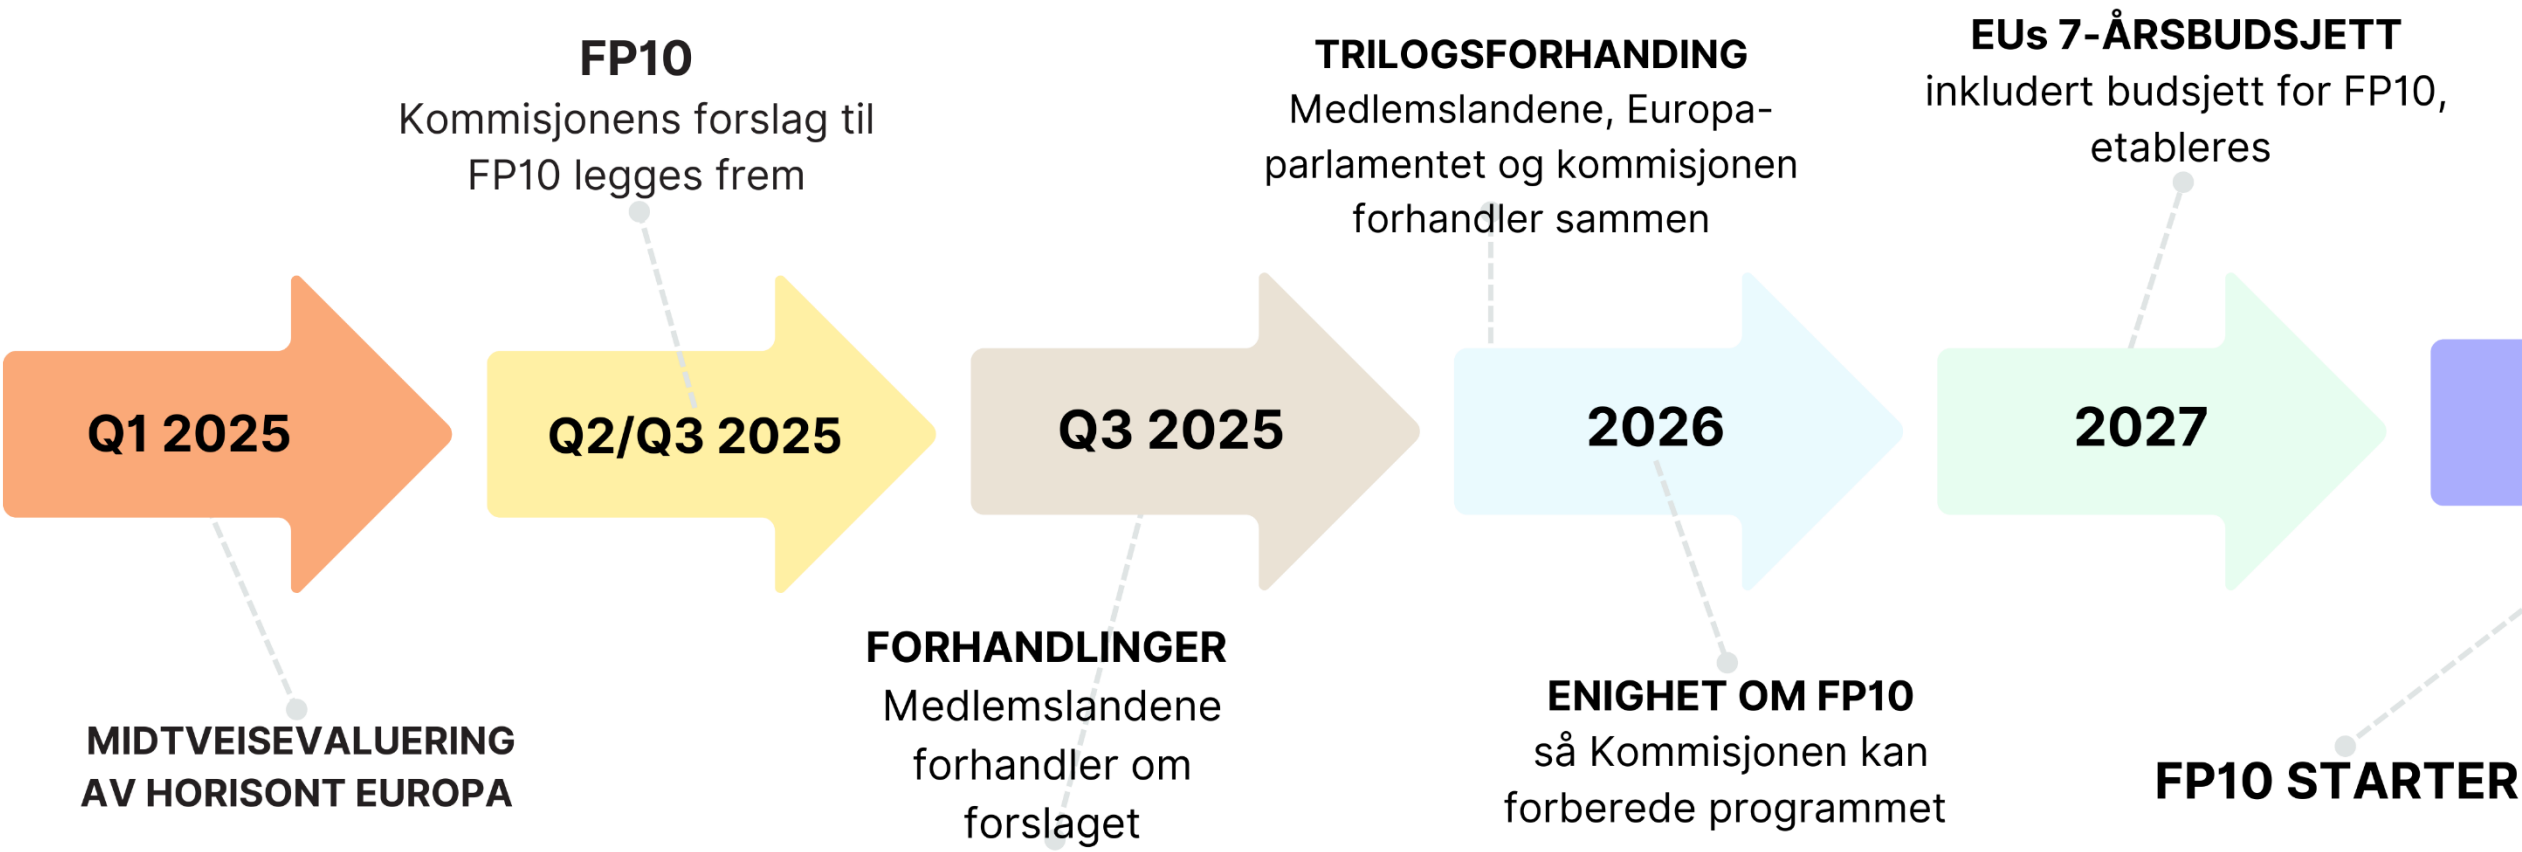 FP10
Kommisjonens forslag til
FP10 legges frem
TRILOGSFORHANDING
Medlemslandene, Europa-
parlamentet og kommisjonen
forhandler sammen
EUs 7-ÅRSBUDSJETT
inkludert budsjett for FP10,
etableres
Q1 2025
Q2/Q3 2025
Q3 2025
2026
2027
MIDTVEISEVALUERING
AV HORISONT EUROPA
FORHANDLINGER
Medlemslandene
forhandler om
forslaget
ENIGHET OM FP10
så Kommisjonen kan
forberede programmet
FP10 STARTER